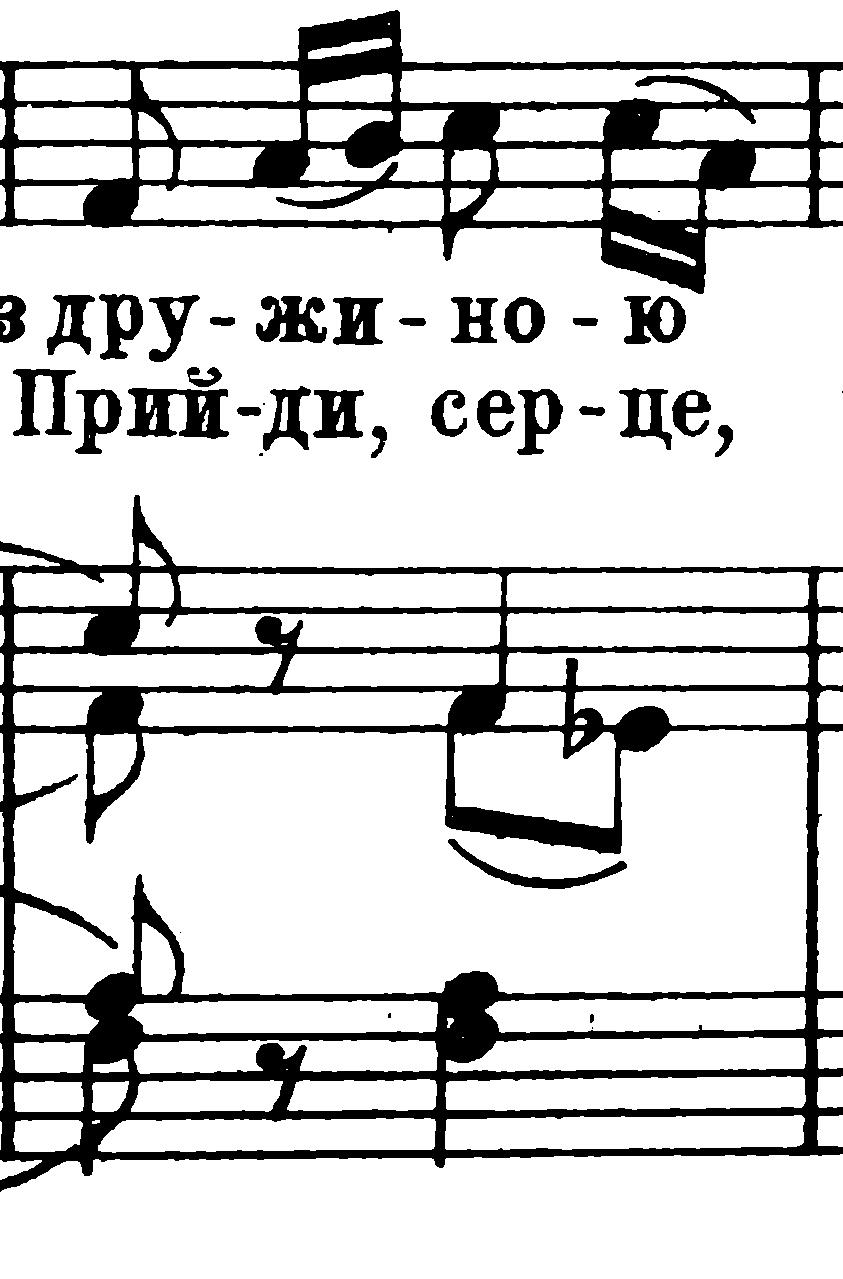 з дру - жи - но - ю
Прий - ди, сер - це,